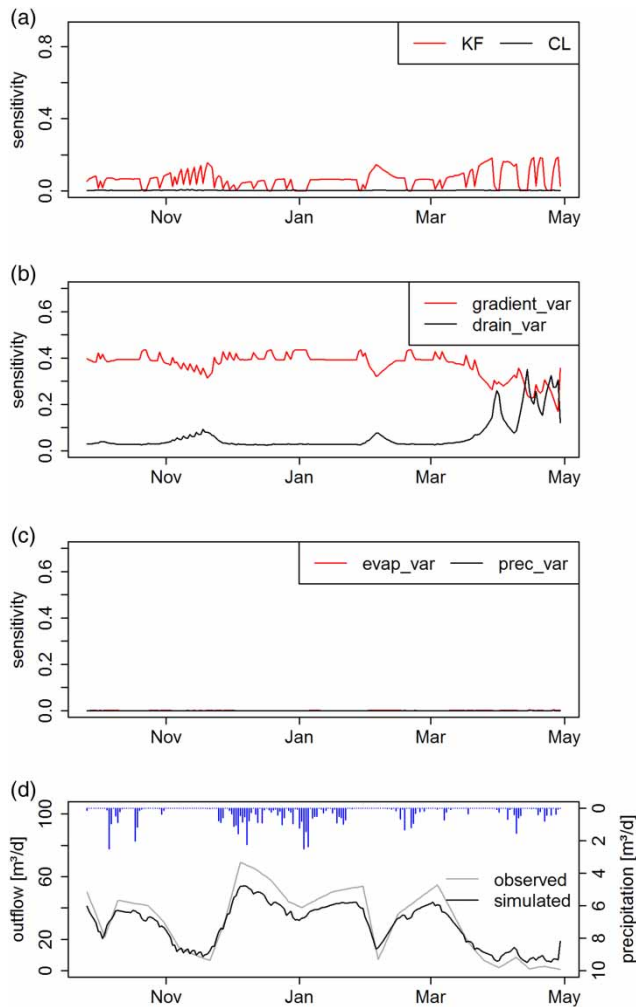 (a)
KF CL
sensitivity
0.8
0.4
0.0
Nov Jan Mar May
(b)
gradient_var
drain_var
sensitivity
0.6
0.4
0.2
0.0
Nov Jan Mar May
(c)
evap_var prec_var
sensitivity
0.6
0.4
0.2
0.0
Nov Jan Mar May
(d)
outflow [m³/d]
100
60
20
0
observed
simulated
0
2
4
6
8
10
precipitation [m³/d]
Nov Jan Mar May